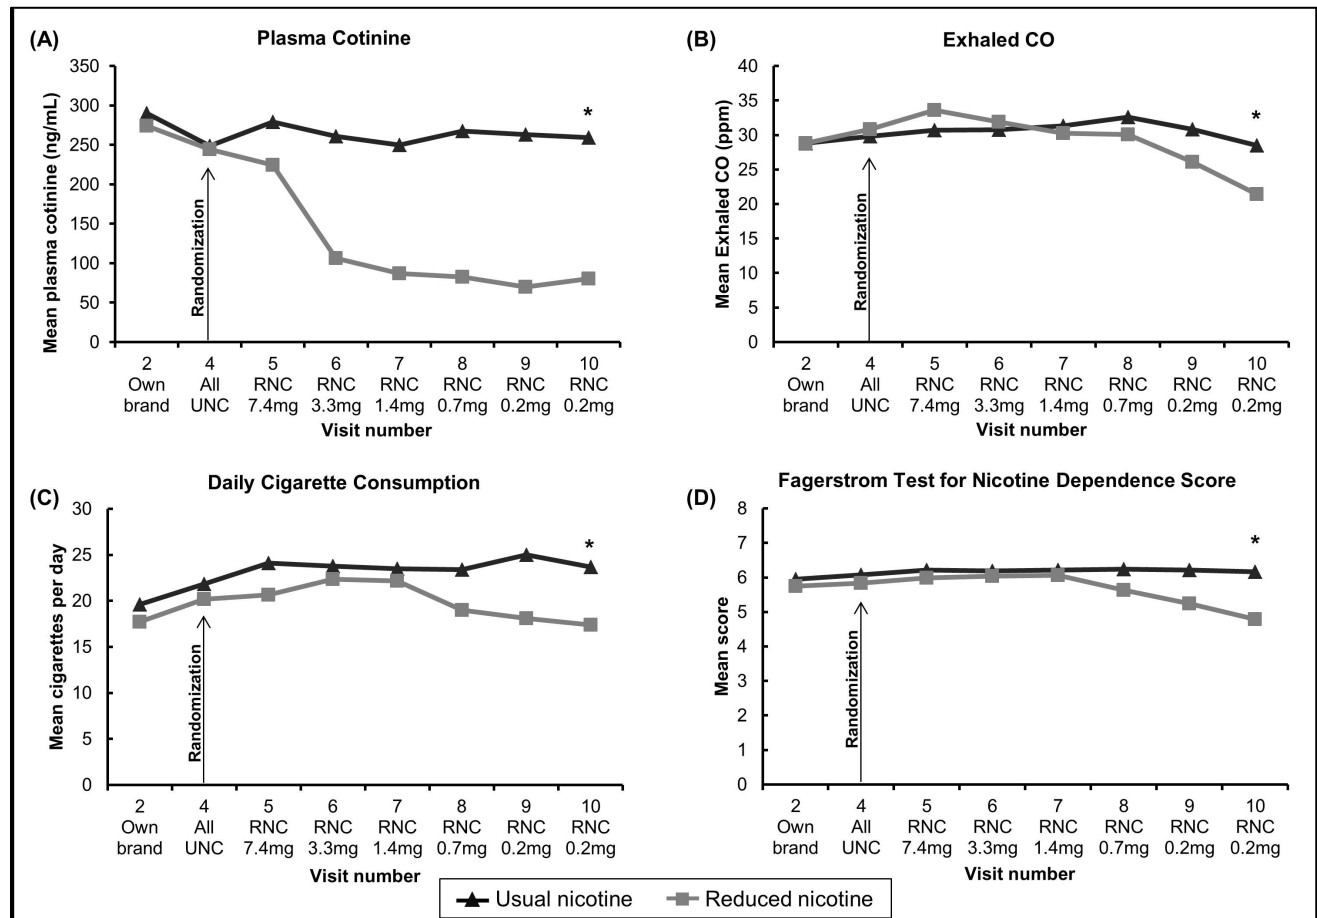 (A)
Plasma Cotinine
Mean plasma cotinine (ng/mL)
400
350
300
250
200
150
100
50
0
*
Randomization
2 4 5 6 7 8 9 10
Own All RNC RNC RNC RNC RNC RNC
brand UNC 7.4mg 3.3mg 1.4mg 0.7mg 0.2mg 0.2mg
Visit number
(B)
Exhaled CO
Mean Exhaled CO (ppm)
40
35
30
25
20
15
10
5
0
*
Randomization
2 4 5 6 7 8 9 10
Own All RNC RNC RNC RNC RNC RNC
brand UNC 7.4mg 3.3mg 1.4mg 0.7mg 0.2mg 0.2mg
Visit number
(C)
Daily Cigarette Consumption
Mean cigarettes per day
30
25
20
15
10
5
0
*
Randomization
2 4 5 6 7 8 9 10
Own All RNC RNC RNC RNC RNC RNC
brand UNC 7.4mg 3.3mg 1.4mg 0.7mg 0.2mg 0.2mg
Visit number
(D)
Fagerstrom Test for Nicotine Dependence Score
Mean score
8
7
6
5
4
3
2
1
0
*
Randomization
2 4 5 6 7 8 9 10
Own All RNC RNC RNC RNC RNC RNC
brand UNC 7.4mg 3.3mg 1.4mg 0.7mg 0.2mg 0.2mg
Visit number
Usual nicotine Reduced nicotine